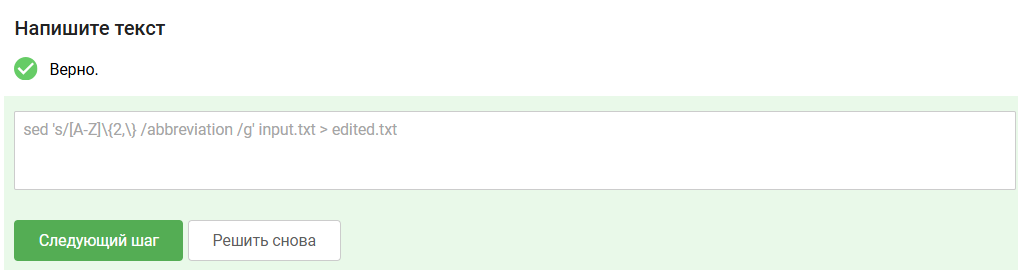 Напишите текст
Верно.
sed 's/[A-Z]\{2,\} /abbreviation /g' input.txt > edited.txt
Следующий шаг
Решить снова